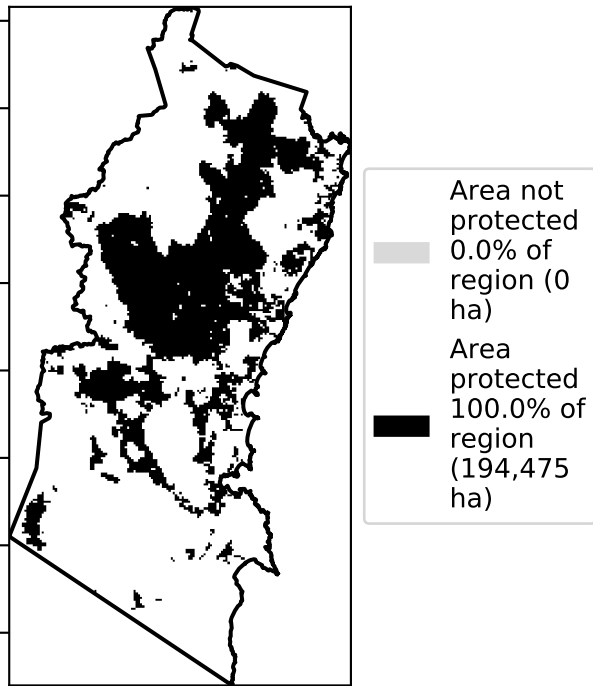 Area not
protected
0.0% of
region (0
ha)
Area
protected
100.0% of
region
(194,475
ha)